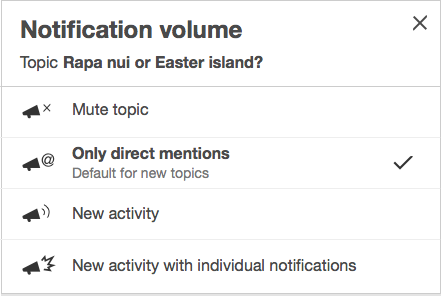 Notification volume
Topic Rapa nui or Easter island?
Mute topic
Only direct mentions
Default for new topics
New activity
New activity with individual notifications